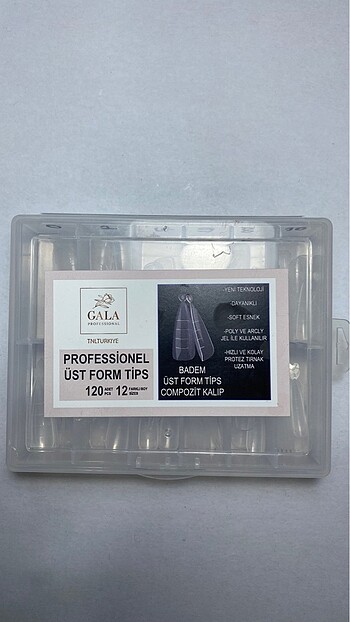 GALA
PROFESSIONAL
TNLTURKIYE
PROFESSİONEL
ÜST FORM TİPS
120 ADET PCS 12 FARKLI BOY SIZES
BADEM
ÜST FORM TİPS
COMPOZİT KALIP
-YENİ TEKNOLOJİ
-DAYANIKLI
-SOFT ESNEK
-POLY VE ARCLY
JEL İLE KULLANILIR
-HIZLI VE KOLAY
PROTEZ TIRNAK
UZATMA